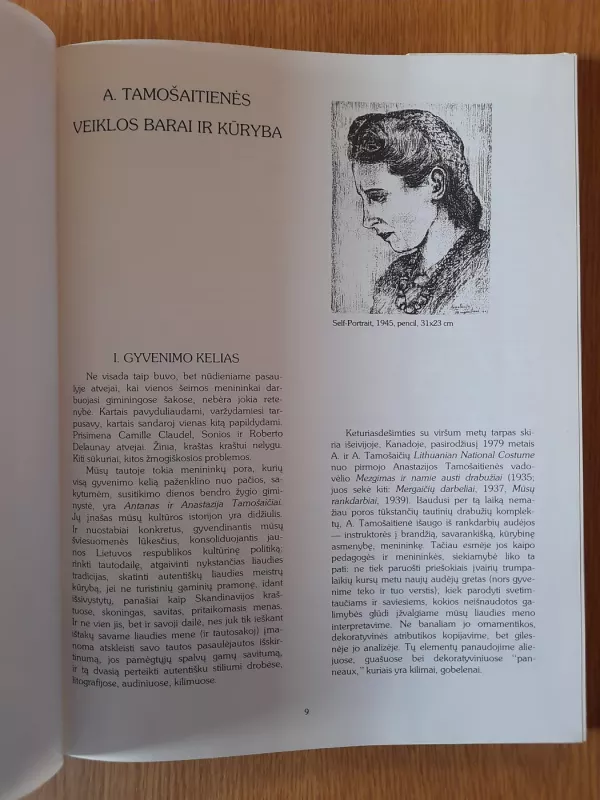 A. TAMOŠAITIENĖS
VEIKLOS BARAI IR KŪRYBA
I. GYVENIMO KELIAS
Ne visada taip buvo, bet nūdieniame pasau-
lyje atvejai, kai vienos šeimos menininkai dar-
buojasi giminingose šakose, nebėra jokia rete-
nybė. Kartais pavyduliaudami, varžydamiesi tar-
pusavy, kartais sandaroj vienas kitą papildydami.
Prisimena Camille Claudel, Sonios ir Roberto
Delaunay atvejai. Žinia, kraštas kraštui nelygu.
Kiti sūkuriai, kitos žmogiškosios problemos.
Mūsų tautoje tokia menininkų pora, kurių
visą gyvenimo kelią paženklino nuo pačios, sa-
kytumėm, susitikimo dienos bendro žygio gimi-
ninystė, yra Antanas ir Anastazija Tamošaičiai.
Jų įnašas mūsų kultūros istorijon yra didžiulis.
Ir nuostabiai konkretus, gyvendinantis mūsų
šviesuomenės lūkesčius, konsoliduojantis jau-
nos Lietuvos respublikos kultūrinę politiką:
rinkti tautodailę, atgaivinti nykstančias liaudies
tradicijas, skatinti autentiškų liaudies meistrų
kūrybą, jei ne turistinių gaminių pramonę, idant
išsivystytų, panašiai kaip Skandinavijos kraš-
tuose, skoningas, savitas, pritaikomasis menas.
Ir ne vien jis, bet ir savoji dailė, nes juk tik ieškant
ištakų savame liaudies mene (ir tautosakoj) įma-
noma atskleisti savo tautos pasaulėjautos išskir-
tinumą, jos pamėgtųjų spalvų gamų savitumą,
ir tą dvasią perteikti autentišku stiliumi drobėse,
litografijose, audiniuose, kilimuose.
Self-Portrait, 1945, pencil, 31x23 cm
Keturiasdešimties su viršum metų tarpas ski-
ria išeivijoje, Kanadoje, pasirodžiusį 1979 metais
A. ir A. Tamošaičių Lithuanian National Costume
nuo pirmojo Anastazijos Tamošaitienės vado-
vėlio Mezgimas ir namie austi drabužiai (1935;
juos sekė kiti: Mergaičių darbeliai, 1937, Mūsų
rankdarbiai, 1939). Išaudusi per tą laiką nema-
žiau poros tūkstančių tautinių drabužių komplek-
tų, A. Tamošaitienė išaugo iš rankdarbių audėjos
— instruktorės į brandžią, savarankišką, kūrybinę
asmenybę, menininkę. Tačiau esmėje jos kaipo
pedagogės ir menininkės, siekiamybė liko ta
pati: ne tiek paruošti priešokiais įvairių trumpa-
laikių kursų metu naujų audėjų gretas (nors gyve-
nime teko ir tuo verstis), kiek parodyti svetim-
taučiams ir saviesiems, kokios neišnaudotos ga-
limybės glūdi įžvalgiame mūsų liaudies meno
interpretavime. Ne banaliam jo ornamentikos,
dekoratyvinės atributikos kopijavime, bet giles-
nėje jo analizėje. Tų elementų panaudojime alie-
juose, guašuose bei dekoratyviniuose “pan-
neaux,” kuriais yra kilimai, gobelenai.
9